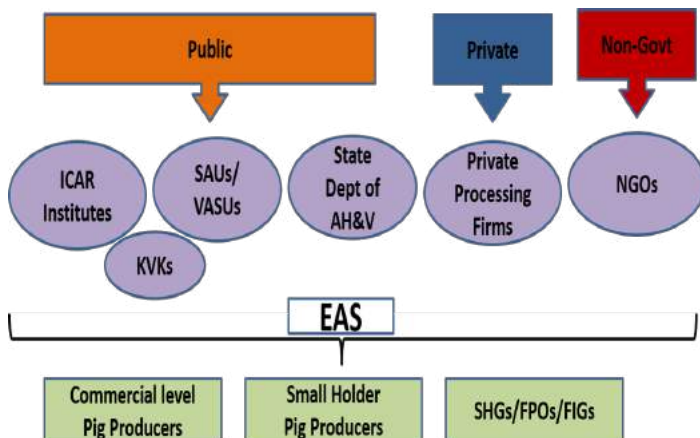 Public
Private
Non-Govt
ICAR
Institutes
SAUs/
VASUs
State
Dept of
AH&V
Private
Processing
Firms
NGOs
KVKs
EAS
Commercial level
Pig Producers
Small Holder
Pig Producers
SHGs/FPOs/FIGs